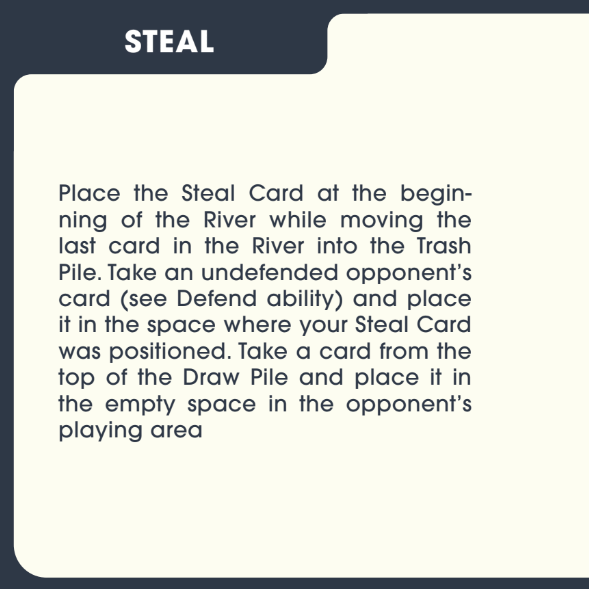 STEAL
Place the Steal Card at the begin-
ning of the River while moving the
last card in the River into the Trash
Pile. Take an undefended opponent's
card (see Defend ability) and place
it in the space where your Steal Card
was positioned. Take a card from the
top of the Draw Pile and place it in
the empty space in the opponent's
playing area